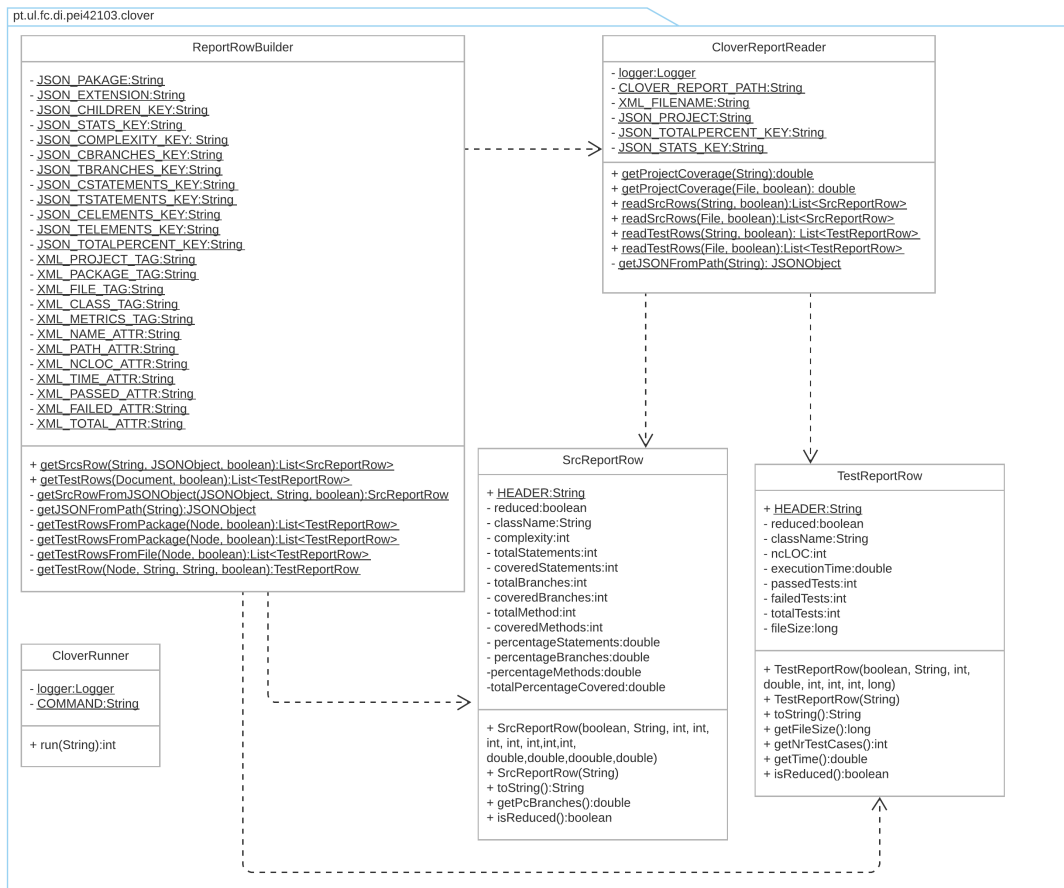 pt.ul.fc.di.pei42103.clover
ReportRowBuilder
- JSON_PAKAGE:String
- JSON_EXTENSION:String
- JSON_CHILDREN_KEY:String
- JSON_STATS_KEY:String
- JSON_COMPLEXITY_KEY: String
- JSON_CBRANCHES_KEY:String
- JSON_TBRANCHES_KEY:String
- JSON_CSTATEMENTS_KEY:String
- JSON_TSTATEMENTS_KEY:String
- JSON_CELEMENTS_KEY:String
- JSON_TELEMENTS_KEY:String
- JSON_TOTALPERCENT_KEY:String
- XML_PROJECT_TAG:String
- XML_PACKAGE_TAG:String
- XML_FILE_TAG:String
- XML_CLASS_TAG:String
- XML_METRICS_TAG:String
- XML_NAME_ATTR:String
- XML_PATH_ATTR:String
- XML_NCLOC_ATTR:String
- XML_TIME_ATTR:String
- XML_PASSED_ATTR:String
- XML_FAILED_ATTR:String
- XML_TOTAL_ATTR:String
+ getSrcsRow(String, JSONObject, boolean):List<SrcReportRow>
+ getTestRows(Document, boolean):List<TestReportRow>
- getSrcRowFromJSONObject(JSONObject, String, boolean):SrcReportRow
- getJSONFromPath(String):JSONObject
- getTestRowsFromPackage(Node, boolean):List<TestReportRow>
- getTestRowsFromPackage(Node, boolean):List<TestReportRow>
- getTestRowsFromFile(Node, boolean):List<TestReportRow>
- getTestRow(Node, String, String, boolean):TestReportRow
CloverReportReader
- logger:Logger
- CLOVER_REPORT_PATH:String
- XML_FILENAME:String
- JSON_PROJECT:String
- JSON_TOTALPERCENT_KEY:String
- JSON_STATS_KEY:String
+ getProjectCoverage(String):double
+ getProjectCoverage(File, boolean): double
+ readSrcRows(String, boolean):List<SrcReportRow>
+ readSrcRows(File, boolean):List<SrcReportRow>
+ readTestRows(String, boolean): List<TestReportRow>
+ readTestRows(File, boolean):List<TestReportRow>
- getJSONFromPath(String): JSONObject
SrcReportRow
+ HEADER:String
- reduced:boolean
- className:String
- complexity:int
- totalStatements:int
- coveredStatements:int
- totalBranches:int
- coveredBranches:int
- totalMethod:int
- coveredMethods:int
- percentageStatements:double
- percentageBranches:double
-percentageMethods:double
-totalPercentageCovered:double
+ SrcReportRow(boolean, String, int, int,
int, int, int,int,int,
double,double,doouble,double)
+ SrcReportRow(String)
+ toString():String
+ getPcBranches():double
+ isReduced():boolean
TestReportRow
+ HEADER:String
- reduced:boolean
- className:String
- ncLOC:int
- executionTime:double
- passedTests:int
- failedTests:int
- totalTests:int
- fileSize:long
+ TestReportRow(boolean, String, int,
double, int, int, int, long)
+ TestReportRow(String)
+ toString():String
+ getFileSize():long
+ getNrTestCases():int
+ getTime():double
+ isReduced():boolean
CloverRunner
- logger:Logger
- COMMAND:String
+ run(String):int